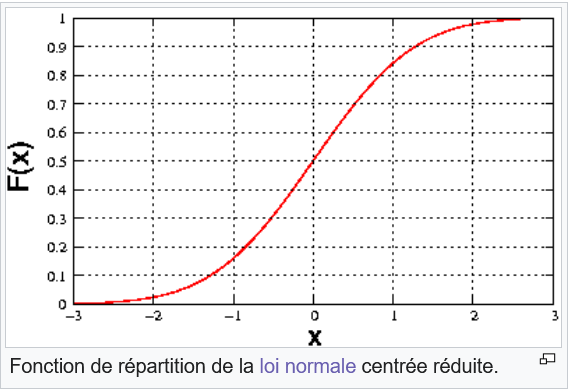 1
0.9
0.8
0.7
0.6
0.5
0.4
0.3
0.2
0.1
0
F(x)
-3 -2 -1 0 1 2 3
x
Fonction de répartition de la loi normale centrée réduite.